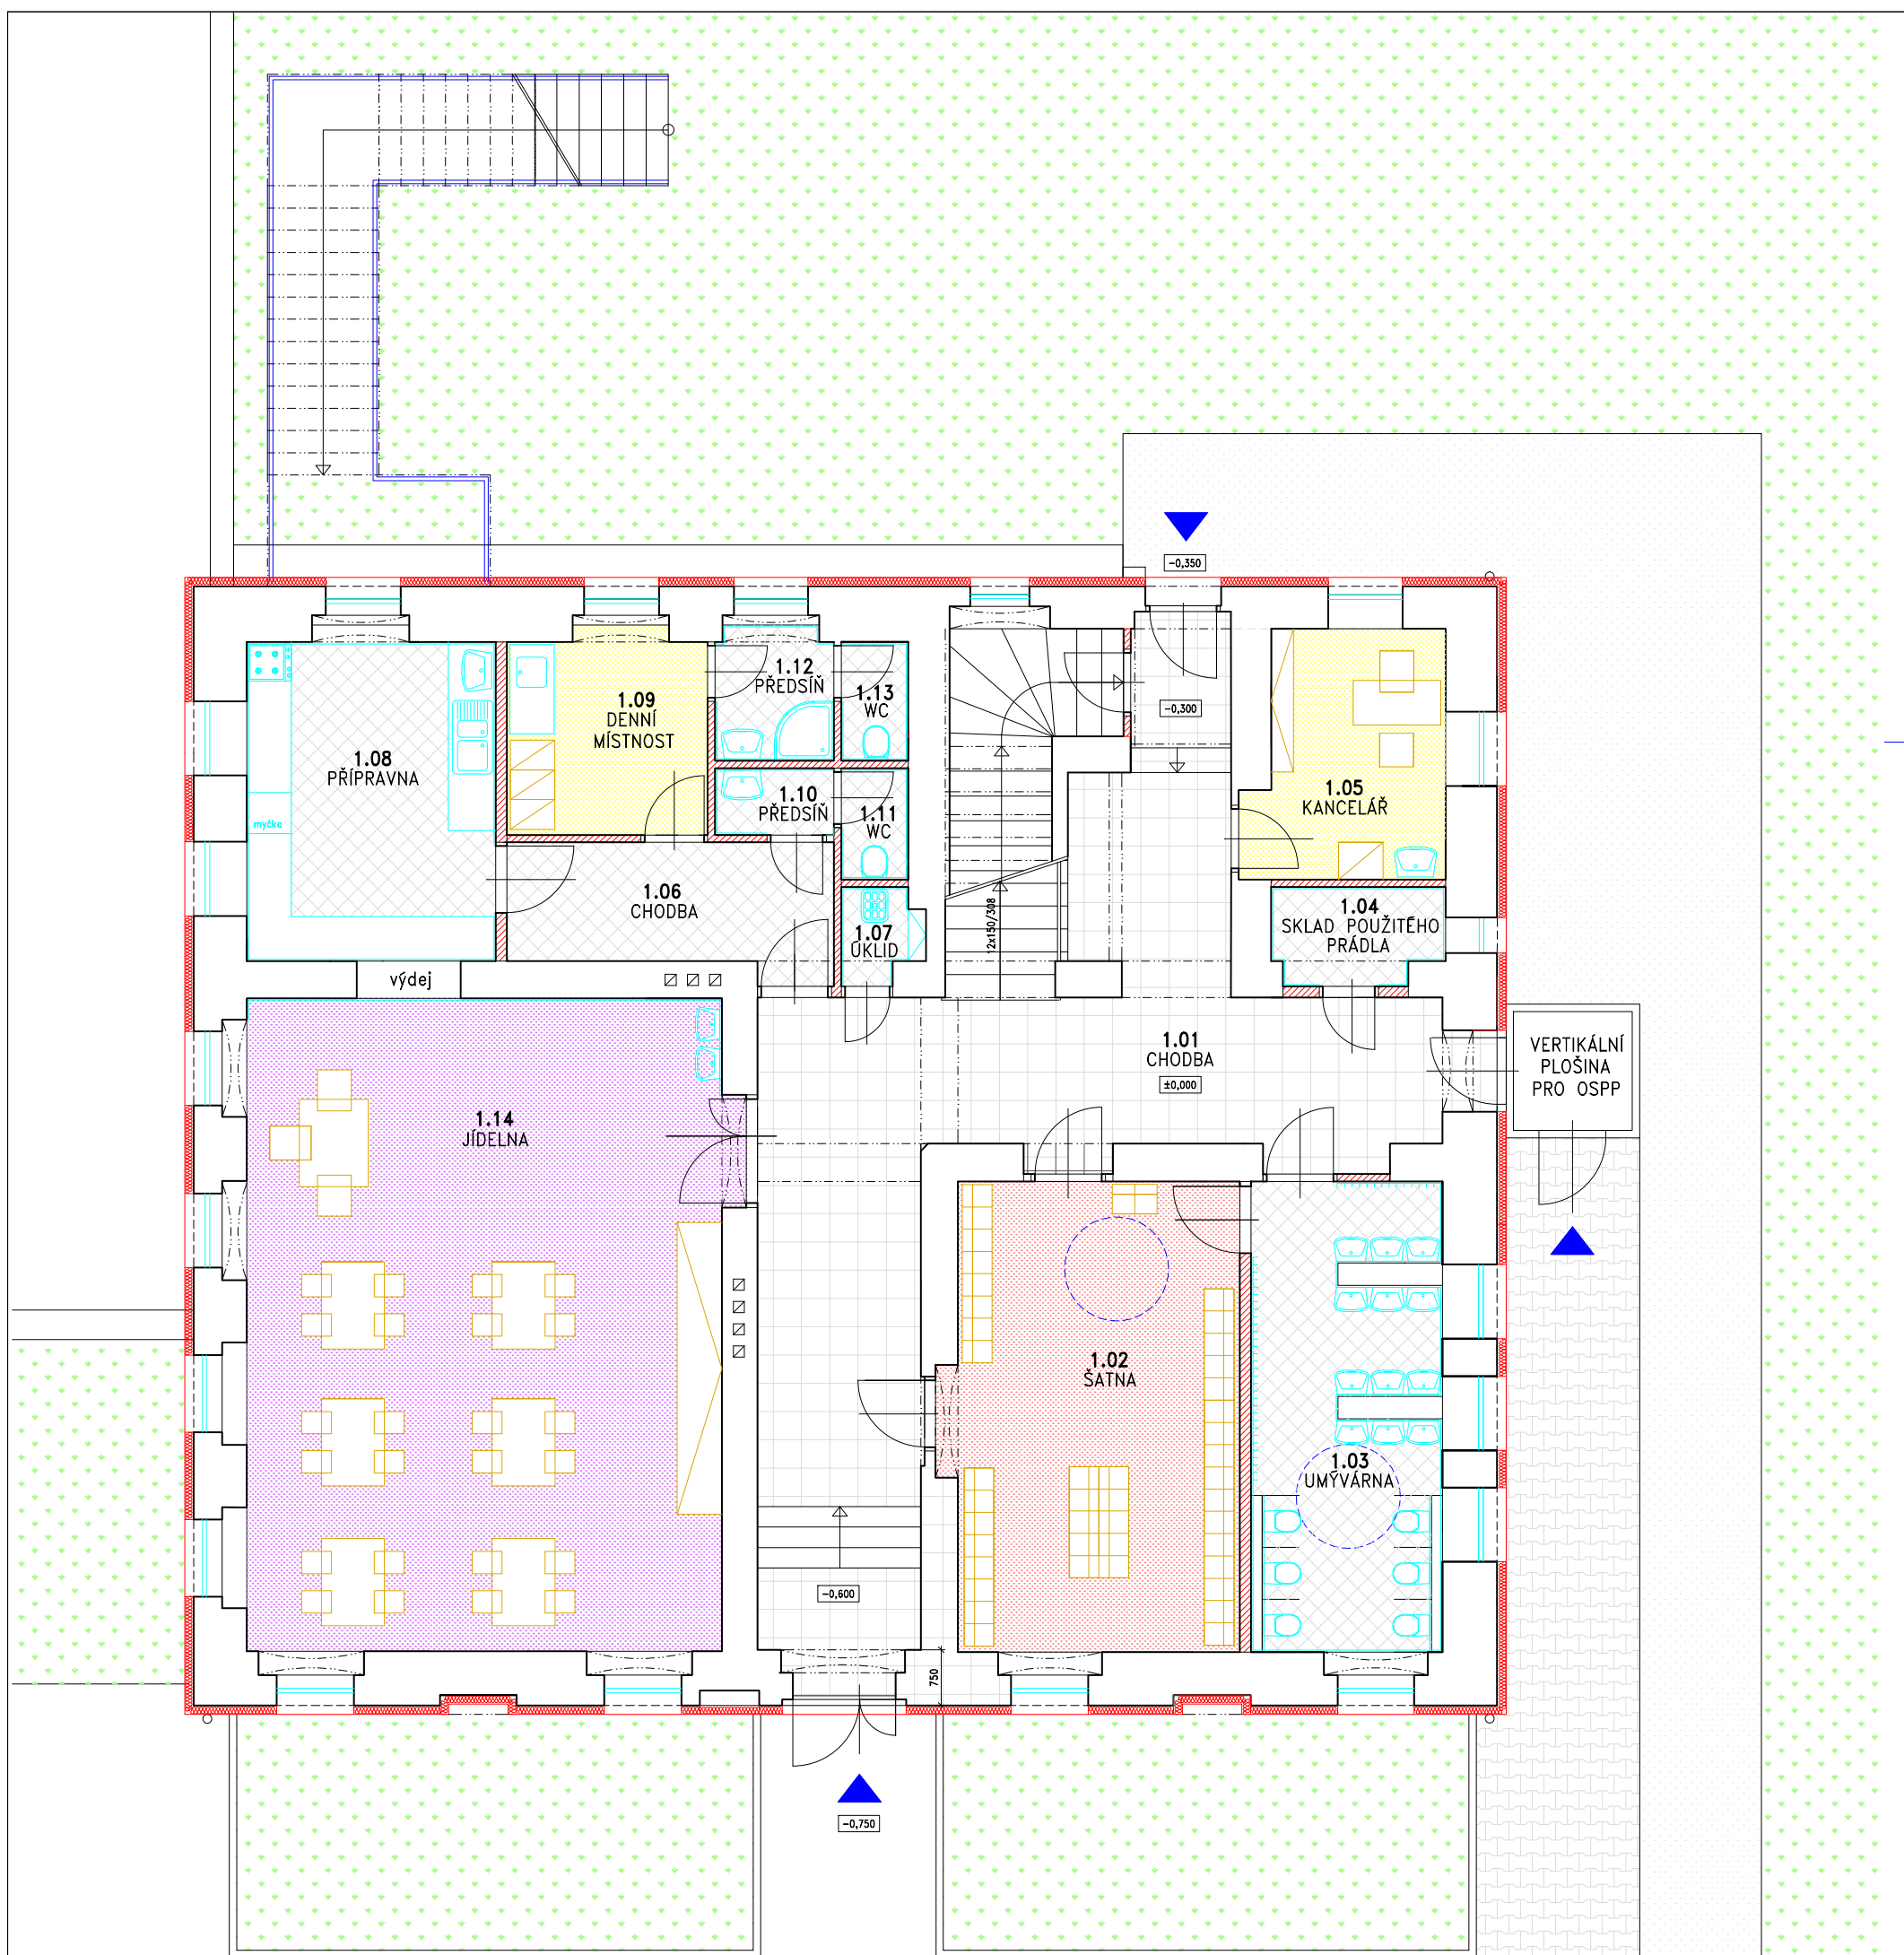 -0,350
1.12
PŘEDSÍŇ
1.09
DENNÍ
MÍSTNOST
1.13
WC
-0,300
1.08
PŘÍPRAVNA
1.05
KANCELÁŘ
1.10
PŘEDSÍŇ
1.11
WC
myčka
1.06
CHODBA
1.04
SKLAD POUŽITÉHO
PRÁDLA
1.07
ÚKLID
12x150/308
výdej
1.01
CHODBA
±0,000
VERTIKÁLNÍ
PLOŠINA
PRO OSPP
1.14
JÍDELNA
1.02
ŠATNA
1.03
UMÝVÁRNA
-0,600
750
-0,750